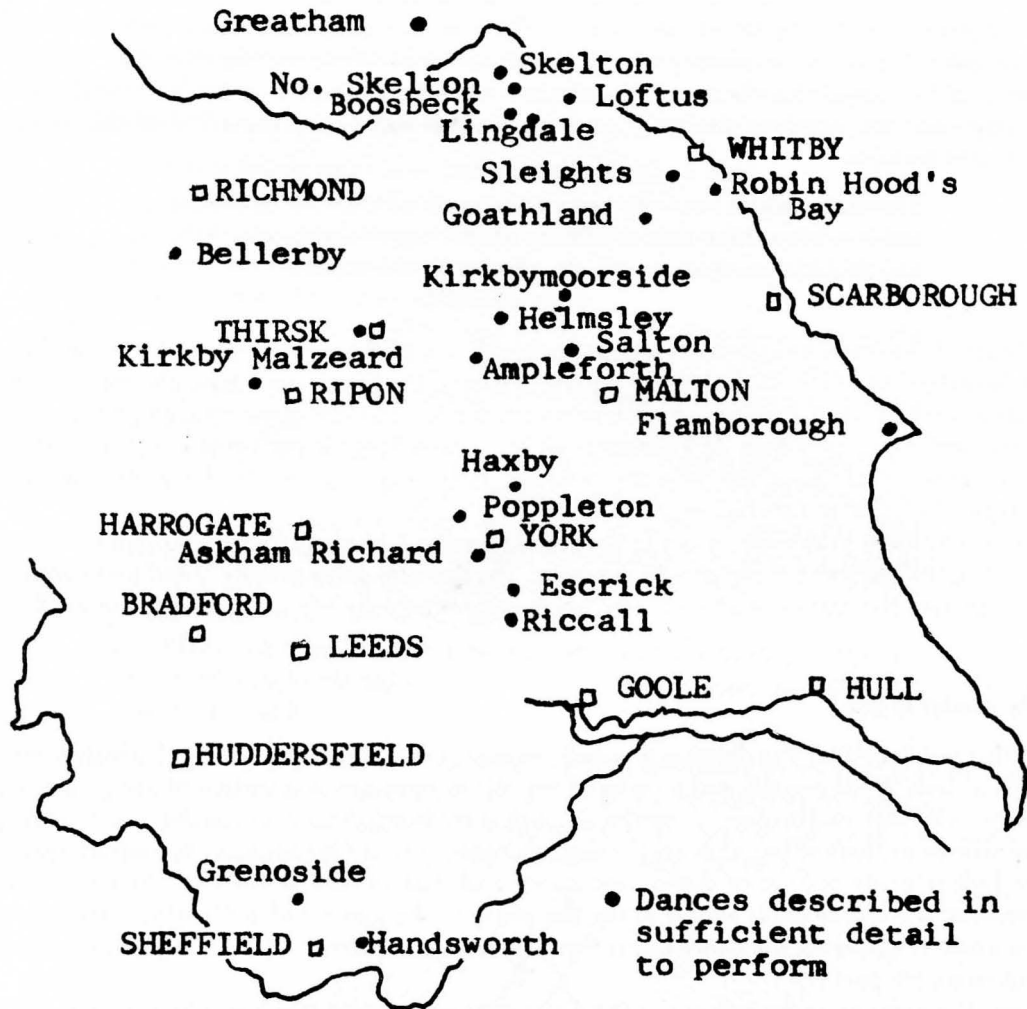 Greatham
Skelton
No. Skelton
Boosbeck
Loftus
Lingdale
WHITBY
Sleights
RICHMOND
Robin Hood's
Bay
Goathland
Bellerby
Kirkbymoorside
SCARBOROUGH
Helmsley
THIRSK
Salton
Kirkby Malzeard
Ampleforth
RIPON
MALTON
Flamborough
Haxby
Poppleton
HARROGATE
YORK
Askham Richard
Escrick
BRADFORD
Riccall
LEEDS
GOOLE
HULL
HUDDERSFIELD
Grenoside
SHEFFIELD
Handsworth
Dances described in
sufficient detail
to perform